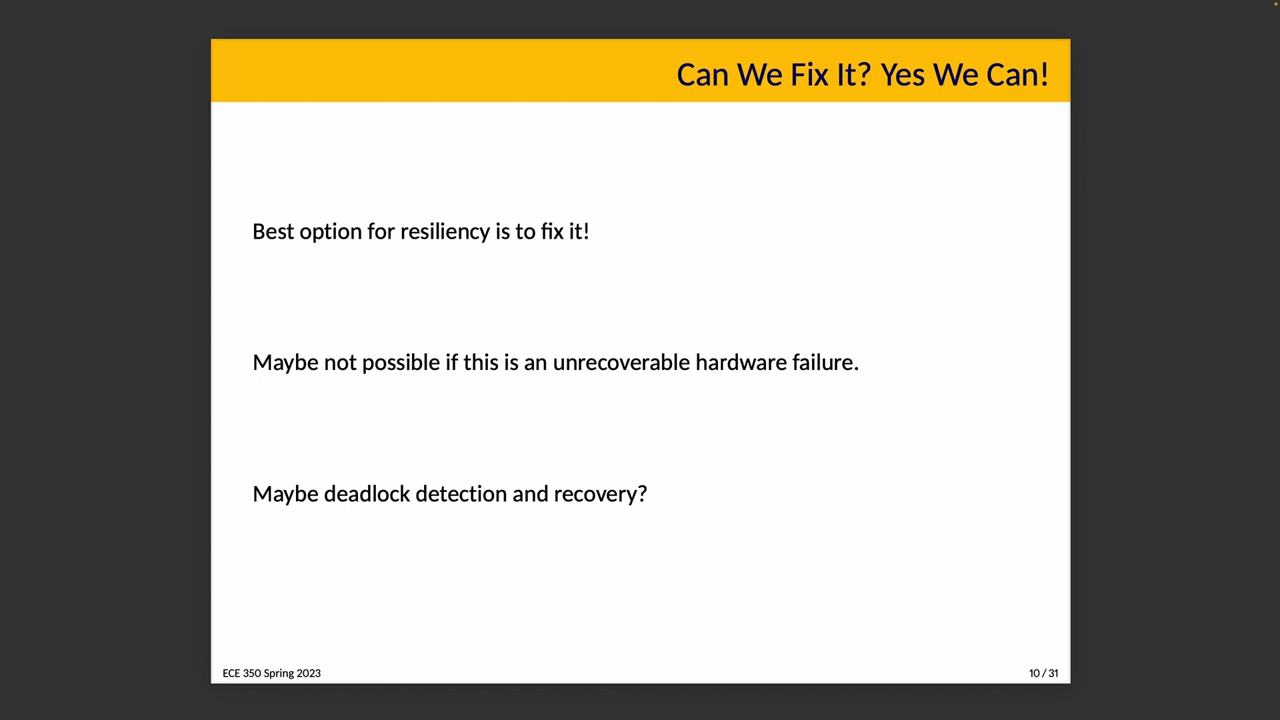 Can We Fix It? Yes We Can!
Best option for resiliency is to fix it!
Maybe not possible if this is an unrecoverable hardware failure.
Maybe deadlock detection and recovery?
ECE 350 Spring 2023
10 / 31